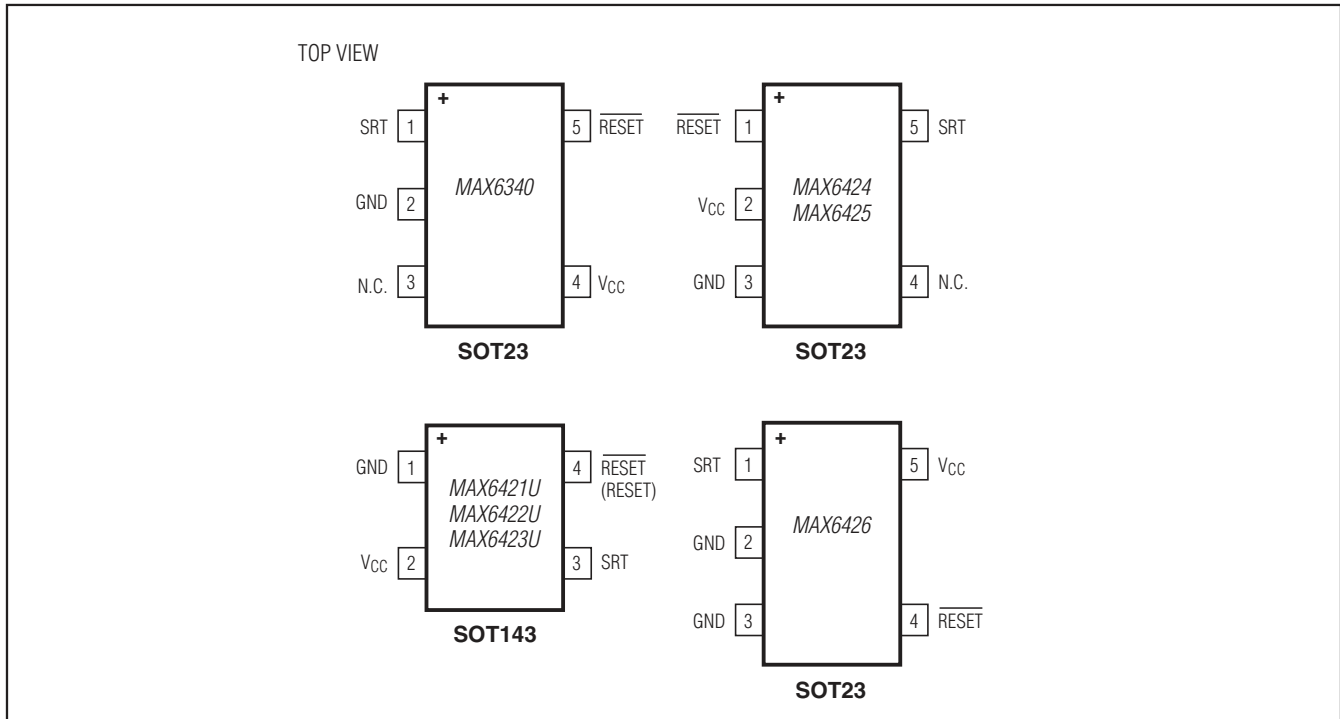 TOP VIEW
+
SRT 1
5 RESET
MAX6340
GND 2
N.C. 3
4 VCC
SOT23
+
RESET 1
5 SRT
MAX6424
VCC 2
MAX6425
GND 3
4 N.C.
SOT23
+
GND 1
4 RESET
(RESET)
MAX6421U
MAX6422U
MAX6423U
VCC 2
3 SRT
SOT143
+
SRT 1
5 VCC
MAX6426
GND 2
GND 3
4 RESET
SOT23